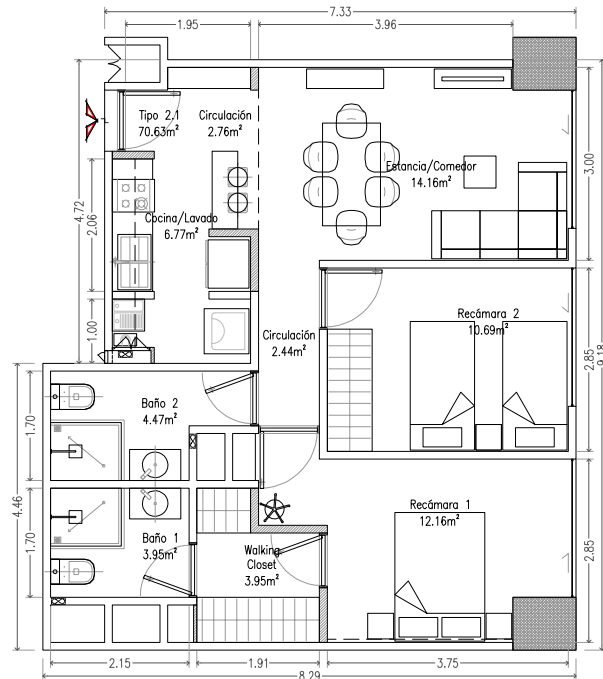 7.33
1.95
3.96
Tipo 2.1
70.63m²
Circulación
2.76m²
Estancia/Comedor
14.16m²
3.00
4.72
2.06
Cocina/Lavado
6.77m²
1.00
Circulación
2.44m²
Recámara 2
10.69m²
2.85
9.18
Baño 2
4.47m²
1.70
4.46
Baño 1
3.95m²
1.70
Walking
Closet
3.95m²
Recámara 1
12.16m²
2.85
2.15
1.91
3.75
8.29